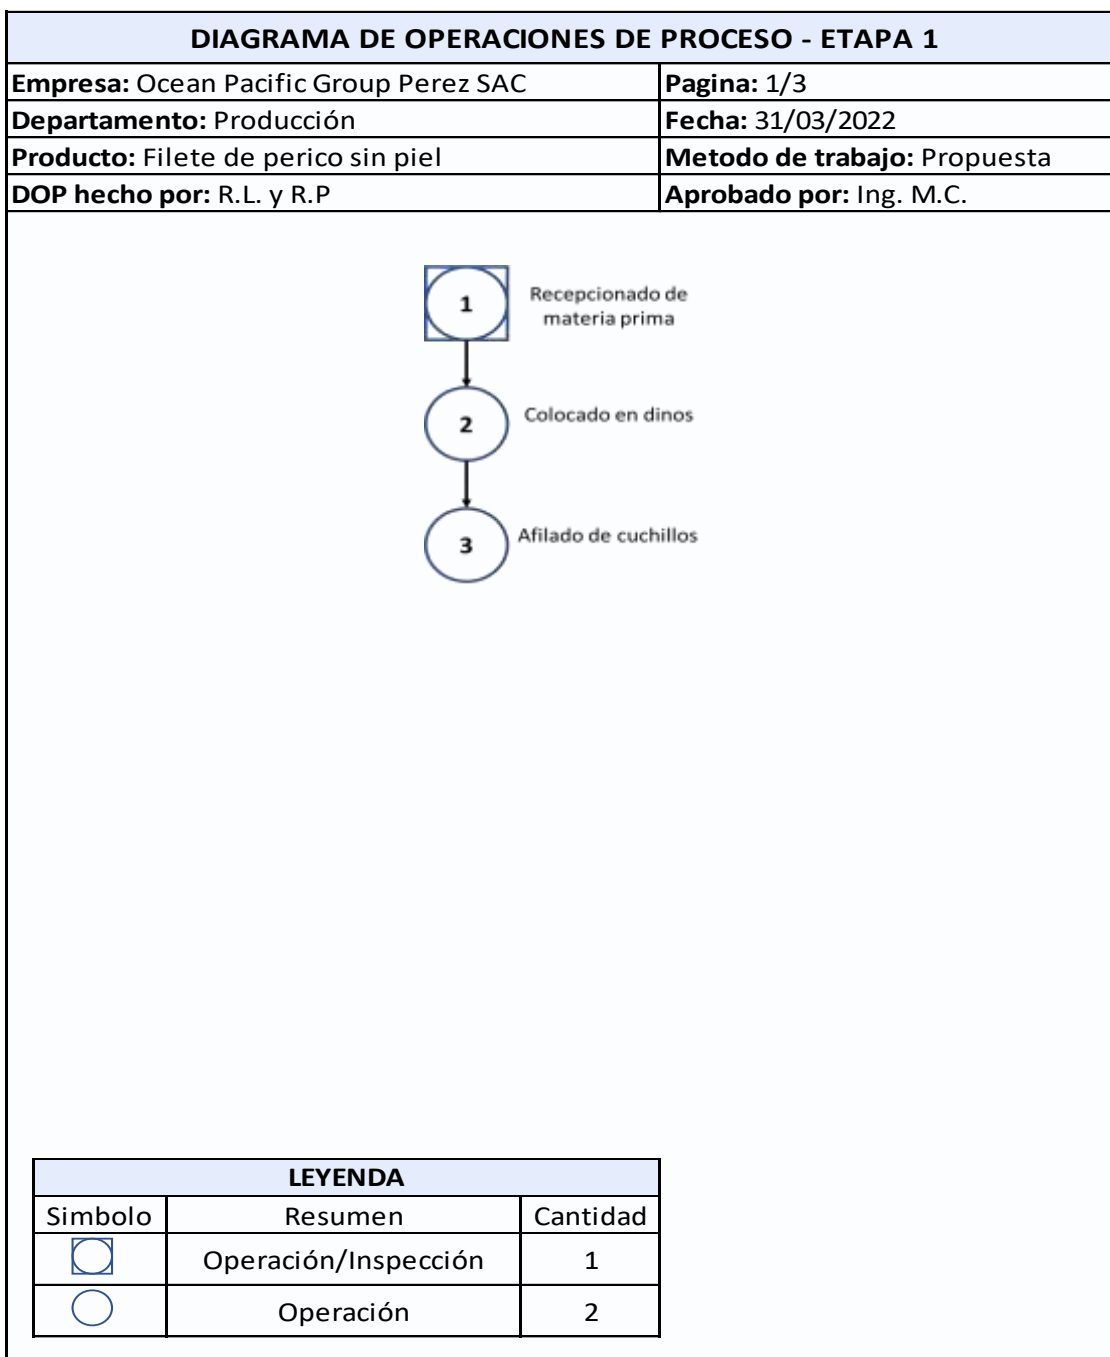 DIAGRAMA DE OPERACIONES DE PROCESO - ETAPA 1
Empresa: Ocean Pacific Group Perez SAC
Pagina: 1/3
Departamento: Producción
Fecha: 31/03/2022
Producto: Filete de perico sin piel
Metodo de trabajo: Propuesta
DOP hecho por: R.L. y R.P
Aprobado por: Ing. M.C.
1
Recepcionado de
materia prima
2
Colocado en dinos
3
Afilado de cuchillos
LEYENDA
Simbolo
Resumen
Cantidad
Operación/Inspección
1
Operación
2